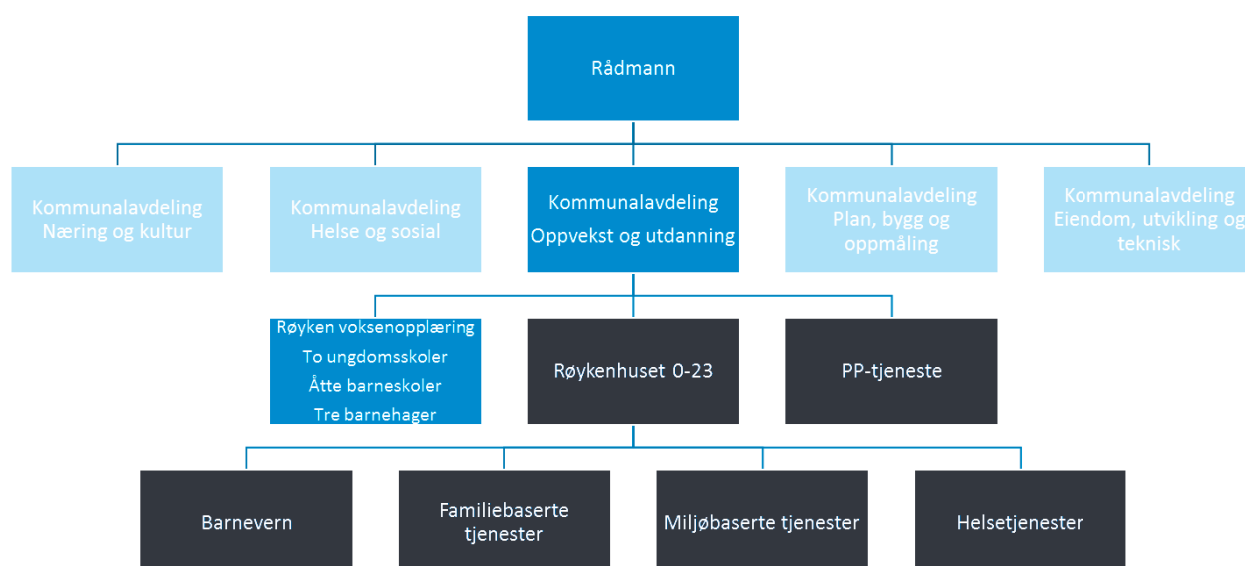 Rådmann
Kommunalavdeling
Næring og kultur
Kommunalavdeling
Helse og sosial
Kommunalavdeling
Oppvekst og utdanning
Kommunalavdeling
Plan, bygg og
oppmåling
Kommunalavdeling
Eiendom, utvikling og
teknisk
Røyken voksenopplæring
To ungdomsskoler
Åtte barneskoler
Tre barnehager
Røykenhuset 0-23
PP-tjeneste
Barnevern
Familiebaserte
tjenester
Miljøbaserte tjenester
Helsetjenester